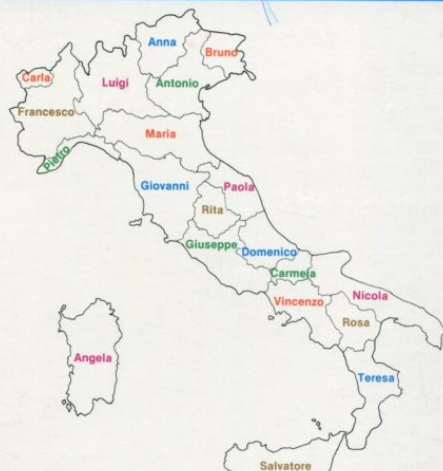 Anna
Bruno
Carla
Luigi
Antonio
Francesco
Maria
Pietro
Giovanni
Paola
Rita
Giuseppe
Domenico
Carmela
Vincenzo
Nicola
Rosa
Angela
Teresa
Salvatore